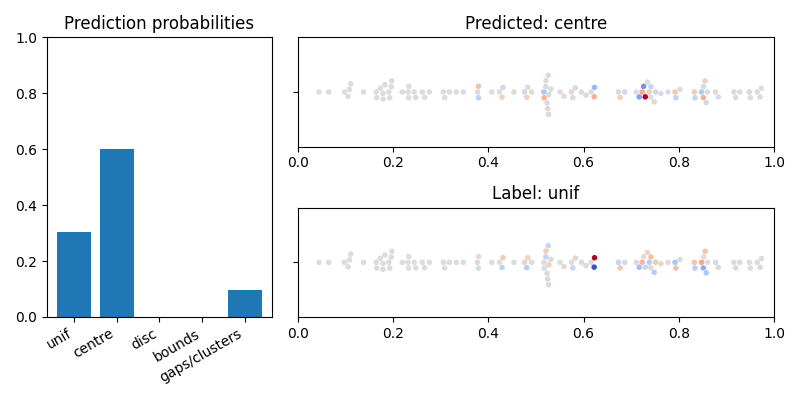 Prediction probabilities
1.0
0.8
0.6
0.4
0.2
0.0
unif
centre
disc
bounds
gaps/clusters
Predicted: centre
0.0 0.2 0.4 0.6 0.8 1.0
Label: unif
0.0 0.2 0.4 0.6 0.8 1.0